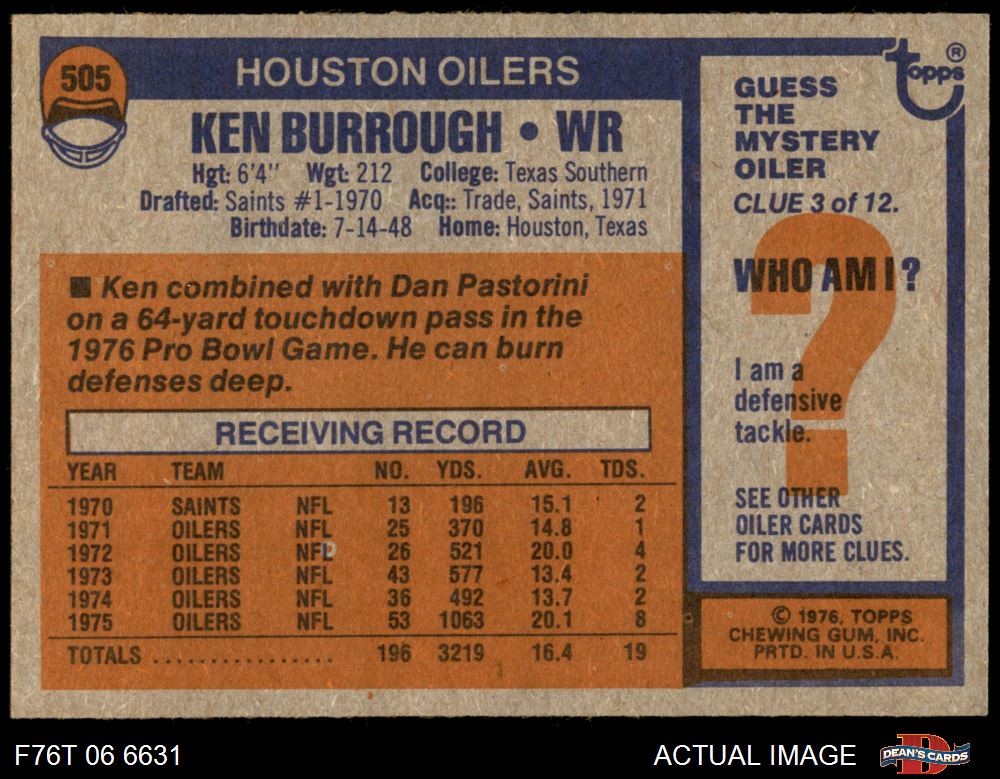 505
HOUSTON OILERS
KEN BURROUGH • WR
Hgt: 6'4" Wgt: 212 College: Texas Southern
Drafted: Saints #1-1970 Acq.: Trade, Saints, 1971
Birthdate: 7-14-48 Home: Houston, Texas
■ Ken combined with Dan Pastorini
on a 64-yard touchdown pass in the
1976 Pro Bowl Game. He can burn
defenses deep.
RECEIVING RECORD
YEAR TEAM NO. YDS. AVG. TDS.
1970 SAINTS NFL 13 196 15.1 2
1971 OILERS NFL 25 370 14.8 1
1972 OILERS NFL 26 521 20.0 4
1973 OILERS NFL 43 577 13.4 2
1974 OILERS NFL 36 492 13.7 2
1975 OILERS NFL 53 1063 20.1 8
TOTALS ................ 196 3219 16.4 19
topps ®
GUESS
THE
MYSTERY
OILER
CLUE 3 of 12.
?
WHO AM I?
I am a
defensive
tackle.
SEE OTHER
OILER CARDS
FOR MORE CLUES.
© 1976, TOPPS
CHEWING GUM, INC.
PRTD. IN U.S.A.
F76T 06 6631
ACTUAL IMAGE
D
DEAN'S CARDS